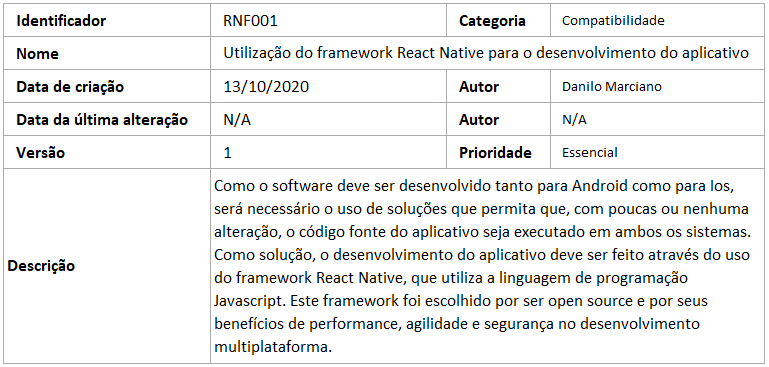 Identificador RNF001 Categoria Compatibilidade
Nome Utilização do framework React Native para o desenvolvimento do aplicativo
Data de criação 13/10/2020 Autor Danilo Marciano
Data da última alteração N/A Autor N/A
Versão 1 Prioridade Essencial
Descrição
Como o software deve ser desenvolvido tanto para Android como para Ios,
será necessário o uso de soluções que permita que, com poucas ou nenhuma
alteração, o código fonte do aplicativo seja executado em ambos os sistemas.
Como solução, o desenvolvimento do aplicativo deve ser feito através do uso
do framework React Native, que utiliza a linguagem de programação
Javascript. Este framework foi escolhido por ser open source e por seus
benefícios de performance, agilidade e segurança no desenvolvimento
multiplataforma.